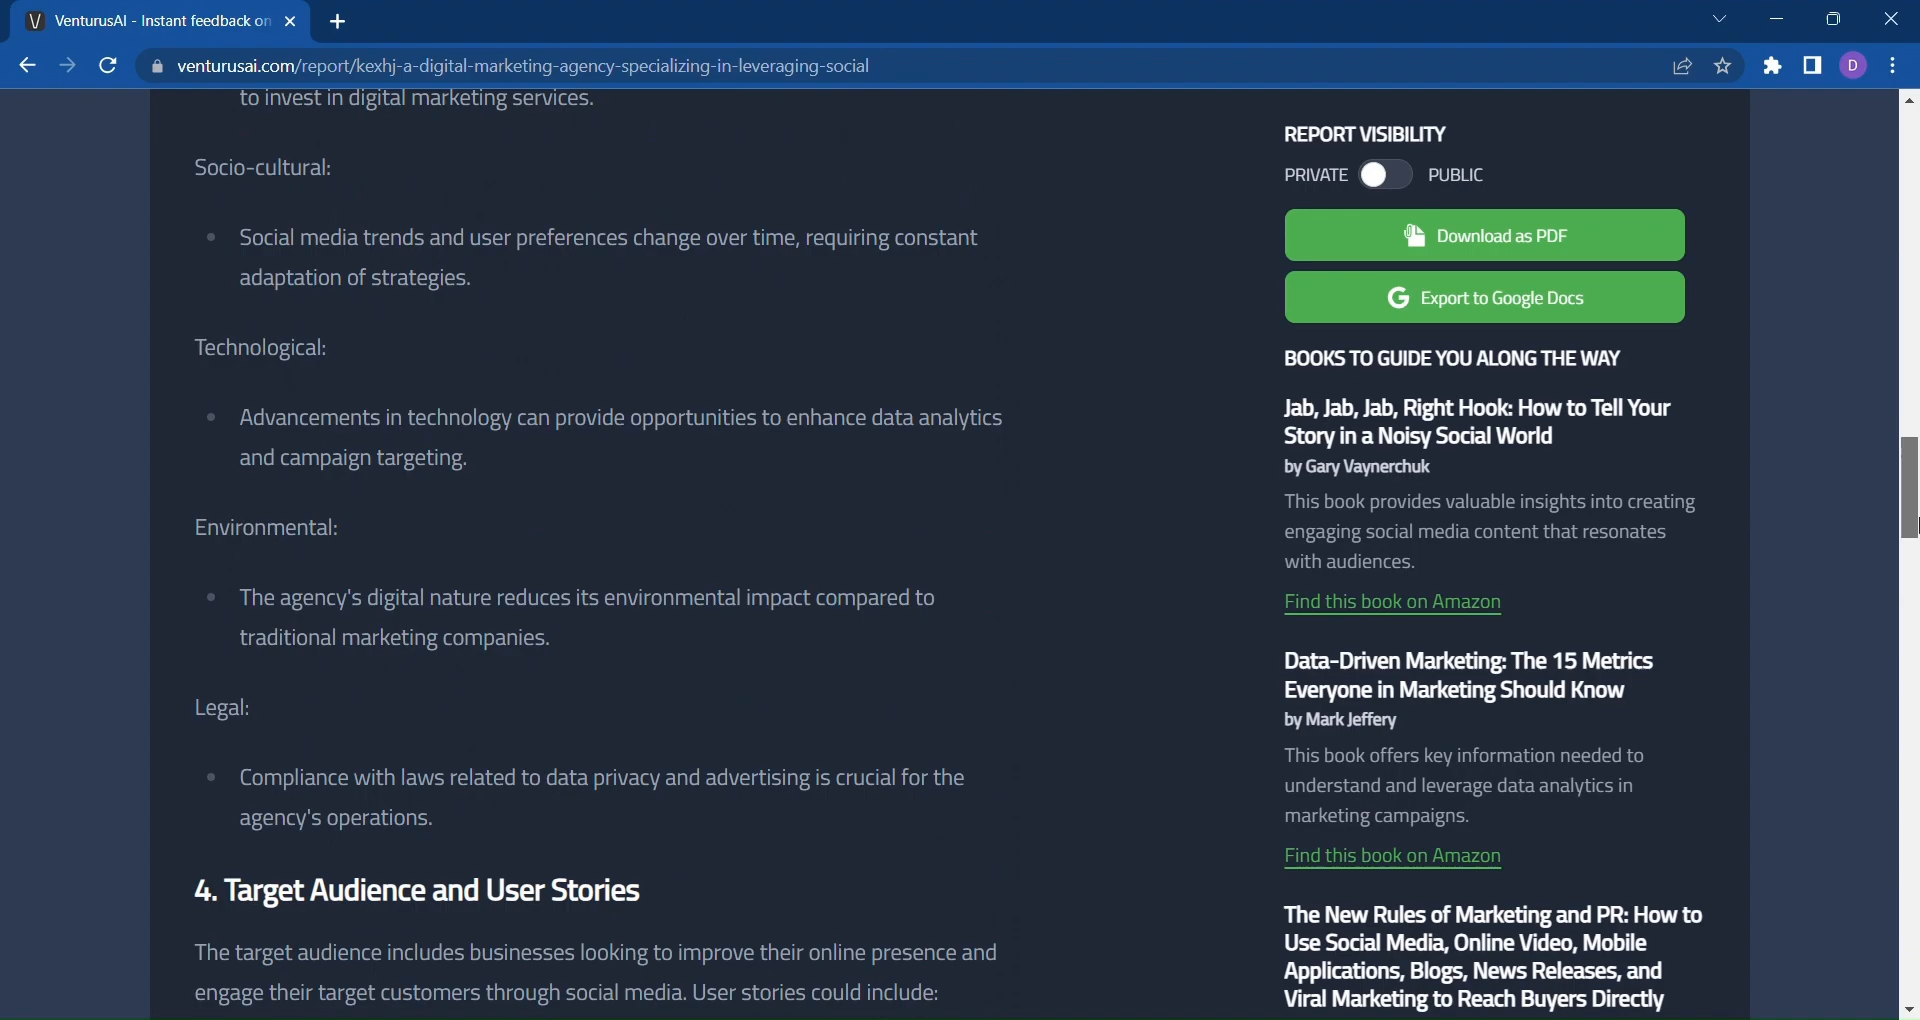 VenturusAI - Instant feedback on
venturusai.com/report/kexhj-a-digital-marketing-agency-specializing-in-leveraging-social
D
to invest in digital marketing services.
Socio-cultural:
Social media trends and user preferences change over time, requiring constant
adaptation of strategies.
Technological:
Advancements in technology can provide opportunities to enhance data analytics
and campaign targeting.
Environmental:
The agency's digital nature reduces its environmental impact compared to
traditional marketing companies.
Legal:
Compliance with laws related to data privacy and advertising is crucial for the
agency's operations.
4. Target Audience and User Stories
The target audience includes businesses looking to improve their online presence and
engage their target customers through social media. User stories could include:
REPORT VISIBILITY
PRIVATE PUBLIC
Download as PDF
Export to Google Docs
BOOKS TO GUIDE YOU ALONG THE WAY
Jab, Jab, Jab, Right Hook: How to Tell Your
Story in a Noisy Social World
by Gary Vaynerchuk
This book provides valuable insights into creating
engaging social media content that resonates
with audiences.
Find this book on Amazon
Data-Driven Marketing: The 15 Metrics
Everyone in Marketing Should Know
by Mark Jeffery
This book offers key information needed to
understand and leverage data analytics in
marketing campaigns.
Find this book on Amazon
The New Rules of Marketing and PR: How to
Use Social Media, Online Video, Mobile
Applications, Blogs, News Releases, and
Viral Marketing to Reach Buyers Directly